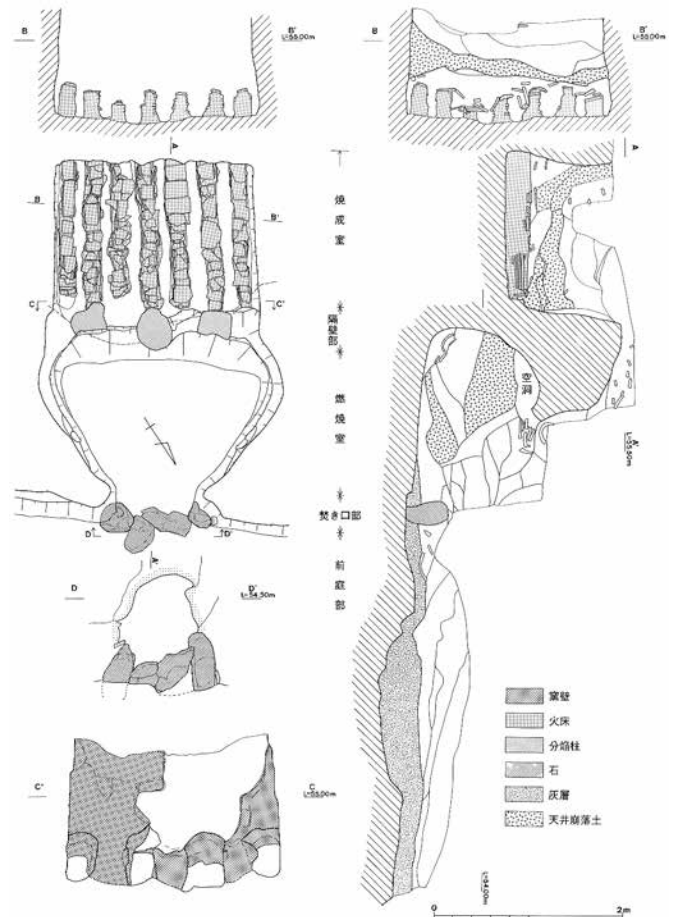 B
B'
L=55.00m
B
B'
L=55.00m
A
A
B
B'
焼成室
C
C'
隔壁部
燃焼室
空洞
A'
L=55.50m
焚き口部
D
D'
A'
前庭部
D
D'
L=54.50m
窯壁
火床
分焔柱
石
灰層
天井崩落土
C'
C
L=55.00m
L=54.00m
0
2m